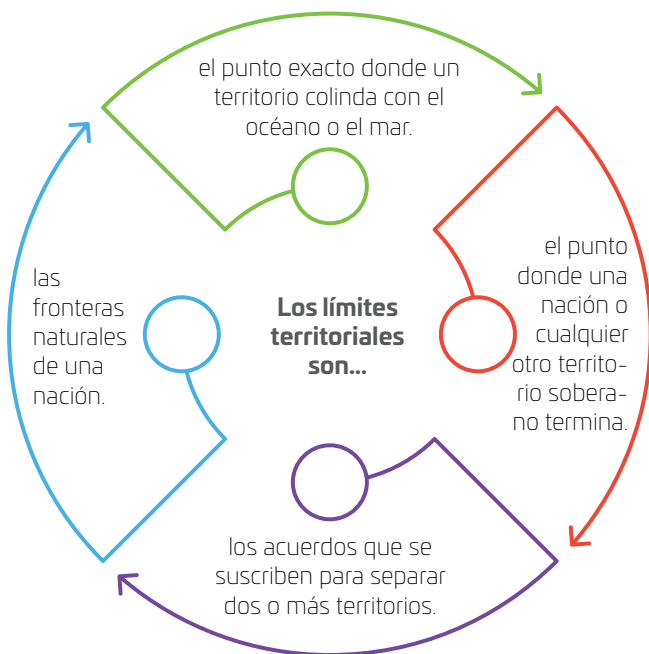 el punto exacto donde un
territorio colinda con el
océano o el mar.
el punto
donde una
nación o
cualquier
otro territo-
rio sobera-
no termina.
los acuerdos que se
suscriben para separar
dos o más territorios.
las
fronteras
naturales
de una
nación.
Los límites
territoriales
son...